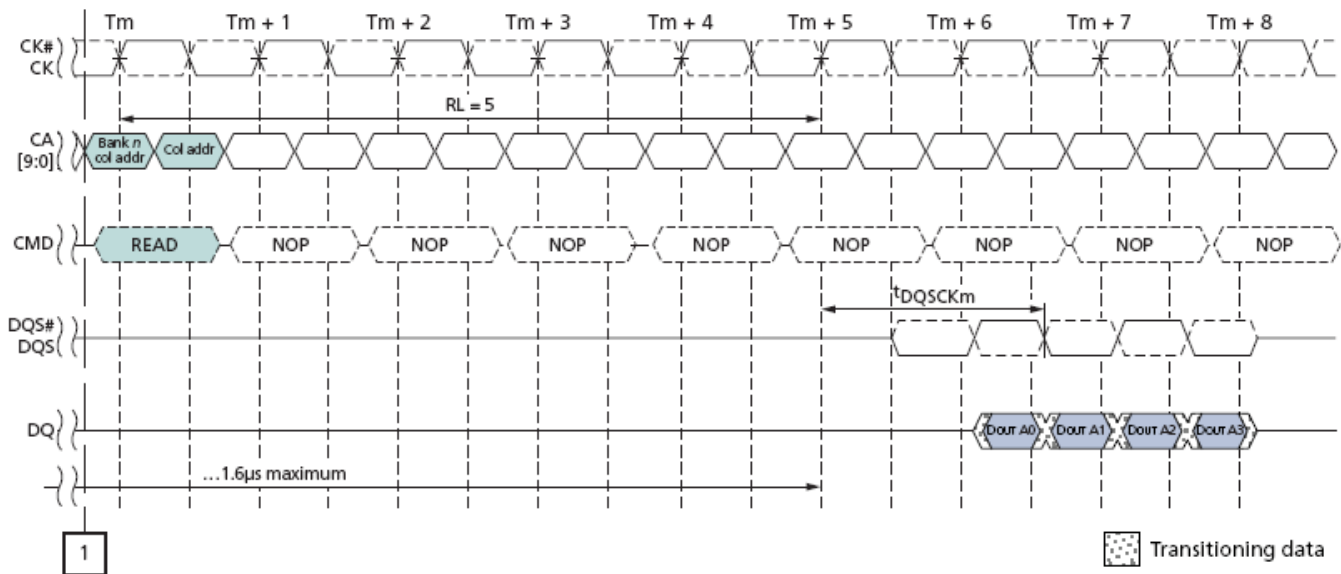 Tm Tm + 1 Tm + 2 Tm + 3 Tm + 4 Tm + 5 Tm + 6 Tm + 7 Tm + 8
CK#
CK
RL = 5
CA
[9:0]
Bank n
col addr
Col addr
CMD READ NOP NOP NOP NOP NOP NOP NOP NOP
tDQSCKm
DQS#
DQS
DQ DOUT A0 DOUT A1 DOUT A2 DOUT A3
...1.6µs maximum
1
Transitioning data